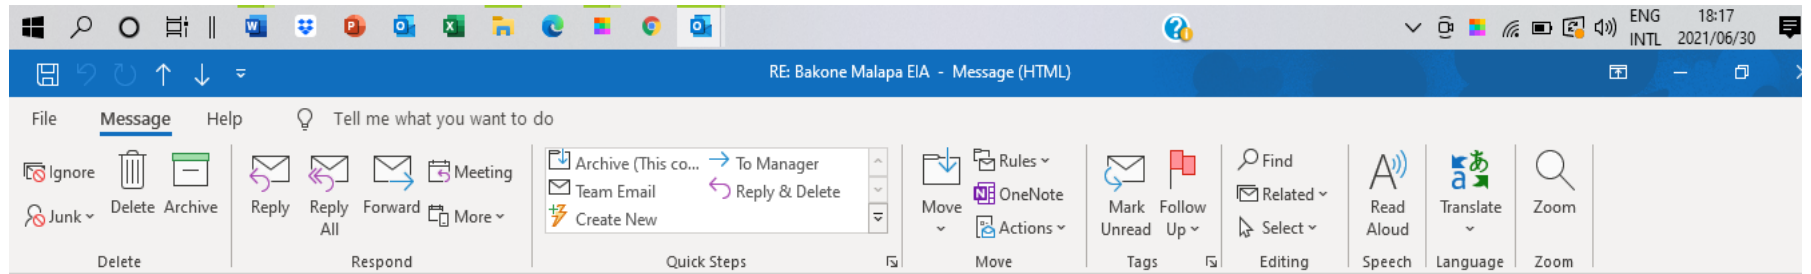 ENG 18:17
INTL 2021/06/30
RE: Bakone Malapa EIA - Message (HTML)
File Message Help Tell me what you want to do
Ignore
Junk
Delete Archive
Reply Reply All Forward
Meeting
More
Archive (This co... To Manager
Team Email Reply & Delete
Create New
Move
Rules
OneNote
Actions
Mark Unread
Follow Up
Find
Related
Select
Read Aloud
Translate
Zoom
Delete Respond Quick Steps Move Tags Editing Speech Language Zoom